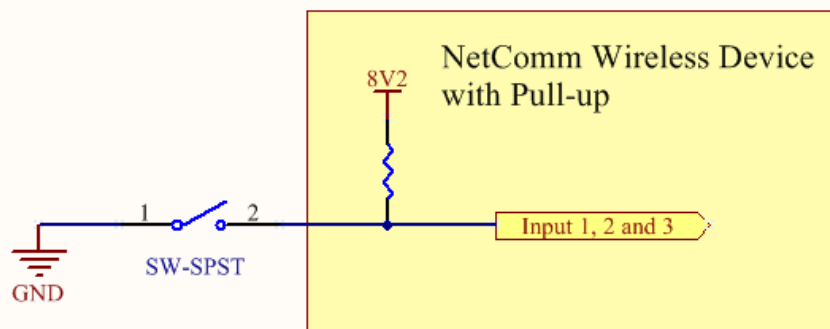 NetComm Wireless Device
with Pull-up
8V2
1
2
Input 1, 2 and 3
SW-SPST
GND